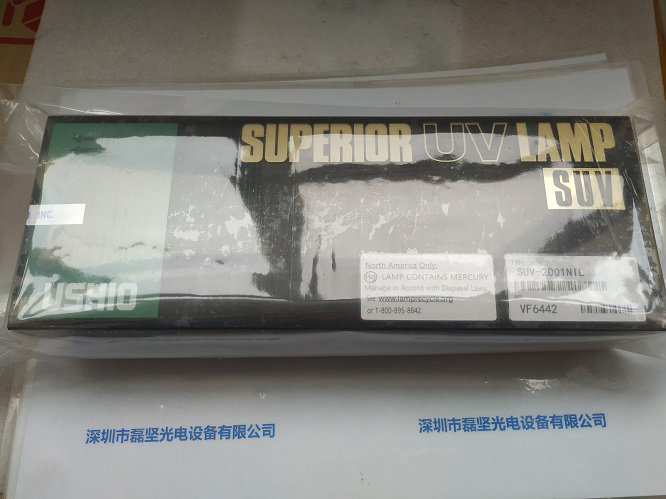 SUPERIOR UV LAMP
SUV
INC.
USHIO
North America Only:
Hg -LAMP CONTAINS MERCURY
Manage in Accord with Disposal Laws
See: www.lamprecycle.org
or 1-800-895-8842
SUV-2001NIL
VF6442
深圳市磊坚光电设备有限公司
深圳市磊坚光电设备有限公司